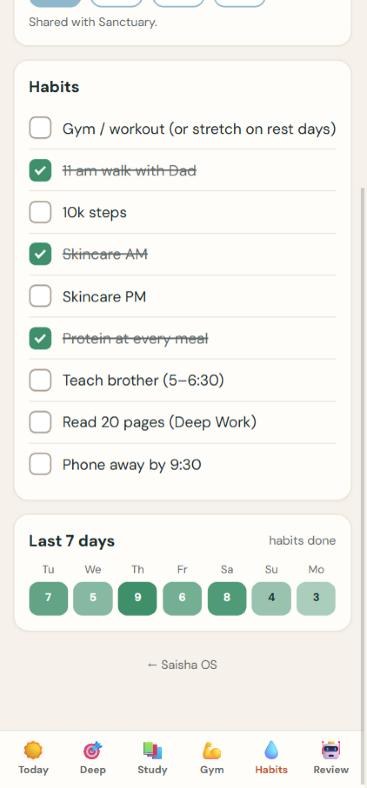 Shared with Sanctuary.
Habits
Gym / workout (or stretch on rest days)
11 am walk with Dad
10k steps
Skincare AM
Skincare PM
Protein at every meal
Teach brother (5–6:30)
Read 20 pages (Deep Work)
Phone away by 9:30
Last 7 days habits done
Tu We Th Fr Sa Su Mo
7 5 9 6 8 4 3
← Saisha OS
Today Deep Study Gym Habits Review